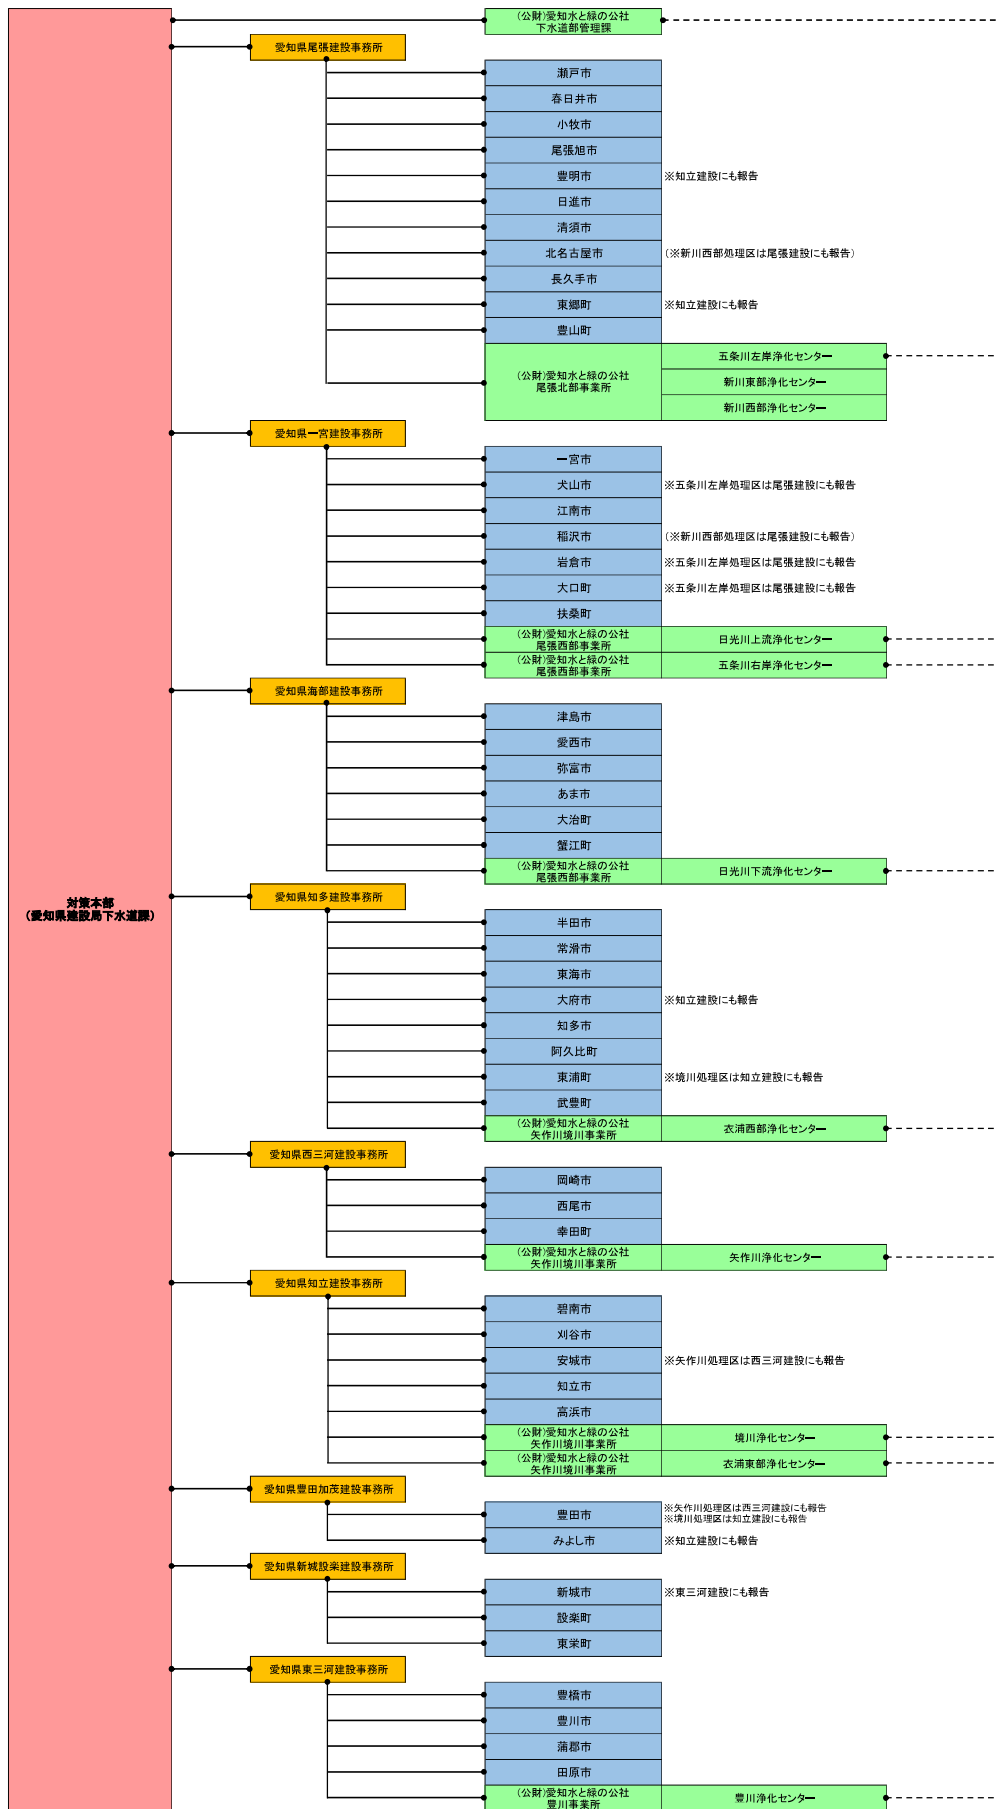 (公財)愛知水と緑の公社
下水道部管理課
愛知県尾張建設事務所
瀬戸市
春日井市
小牧市
尾張旭市
豊明市 ※知立建設にも報告
日進市
清須市
北名古屋市 (※新川西部処理区は尾張建設にも報告)
長久手市
東郷町 ※知立建設にも報告
豊山町
(公財)愛知水と緑の公社
尾張北部事業所
五条川左岸浄化センター
新川東部浄化センター
新川西部浄化センター
愛知県一宮建設事務所
一宮市
犬山市 ※五条川左岸処理区は尾張建設にも報告
江南市
稲沢市 (※新川西部処理区は尾張建設にも報告)
岩倉市 ※五条川左岸処理区は尾張建設にも報告
大口町 ※五条川左岸処理区は尾張建設にも報告
扶桑町
(公財)愛知水と緑の公社
尾張西部事業所
日光川上流浄化センター
(公財)愛知水と緑の公社
尾張西部事業所
五条川右岸浄化センター
愛知県海部建設事務所
津島市
愛西市
弥富市
あま市
大治町
蟹江町
(公財)愛知水と緑の公社
尾張西部事業所
日光川下流浄化センター
対策本部
(愛知県建設局下水道課)
愛知県知多建設事務所
半田市
常滑市
東海市
大府市 ※知立建設にも報告
知多市
阿久比町
東浦町 ※境川処理区は知立建設にも報告
武豊町
(公財)愛知水と緑の公社
矢作川境川事業所
衣浦西部浄化センター
愛知県西三河建設事務所
岡崎市
西尾市
幸田町
(公財)愛知水と緑の公社
矢作川境川事業所
矢作川浄化センター
愛知県知立建設事務所
碧南市
刈谷市
安城市 ※矢作川処理区は西三河建設にも報告
知立市
高浜市
(公財)愛知水と緑の公社
矢作川境川事業所
境川浄化センター
(公財)愛知水と緑の公社
矢作川境川事業所
衣浦東部浄化センター
愛知県豊田加茂建設事務所
豊田市
※矢作川処理区は西三河建設にも報告
※境川処理区は知立建設にも報告
みよし市 ※知立建設にも報告
愛知県新城設楽建設事務所
新城市 ※東三河建設にも報告
設楽町
東栄町
愛知県東三河建設事務所
豊橋市
豊川市
蒲郡市
田原市
(公財)愛知水と緑の公社
豊川事業所
豊川浄化センター